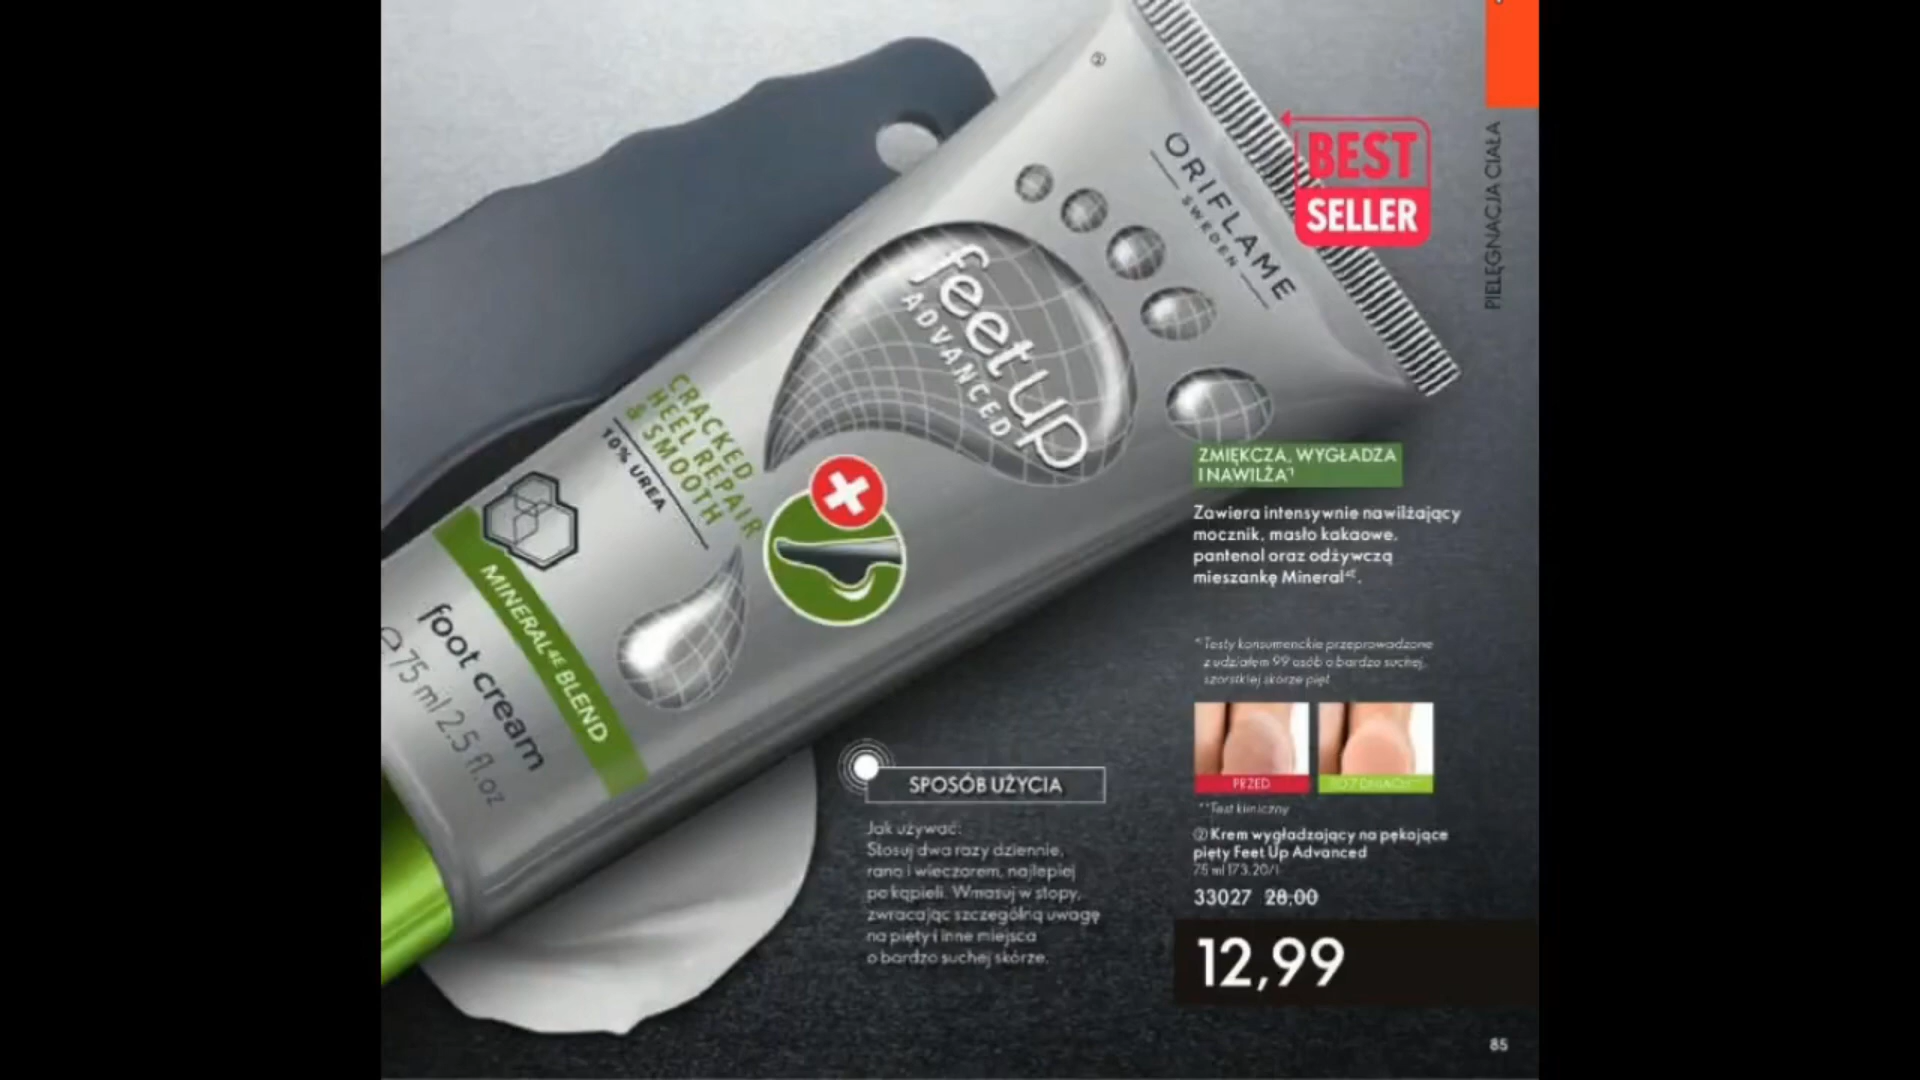 ORIFLAME
SWEDEN
feet up
ADVANCED
CRACKED
HEEL REPAIR
& SMOOTH
10% UREA
MINERAL4E BLEND
foot cream
e 75 ml 2.5 fl.oz
BEST
SELLER
PIELĘGNACJA CIAŁA
ZMIĘKCZA, WYGŁADZA
I NAWILŻA*
Zawiera intensywnie nawilżający
mocznik, masło kakaowe,
pantenol oraz odżywczą
mieszankę Mineral4E.
*Testy konsumenckie przeprowadzone
z udziałem 99 osób o bardzo suchej,
szorstkiej skórze pięt
PRZED
PO 7 DNIACH**
**Test kliniczny
SPOSÓB UŻYCIA
Jak używać:
Stosuj dwa razy dziennie,
rano i wieczorem, najlepiej
po kąpieli. Wmasuj w stopy,
zwracając szczególną uwagę
na pięty i inne miejsca
o bardzo suchej skórze.
② Krem wygładzający na pękające
pięty Feet Up Advanced
75 ml 173,20/l
33027 28,00
12,99
85